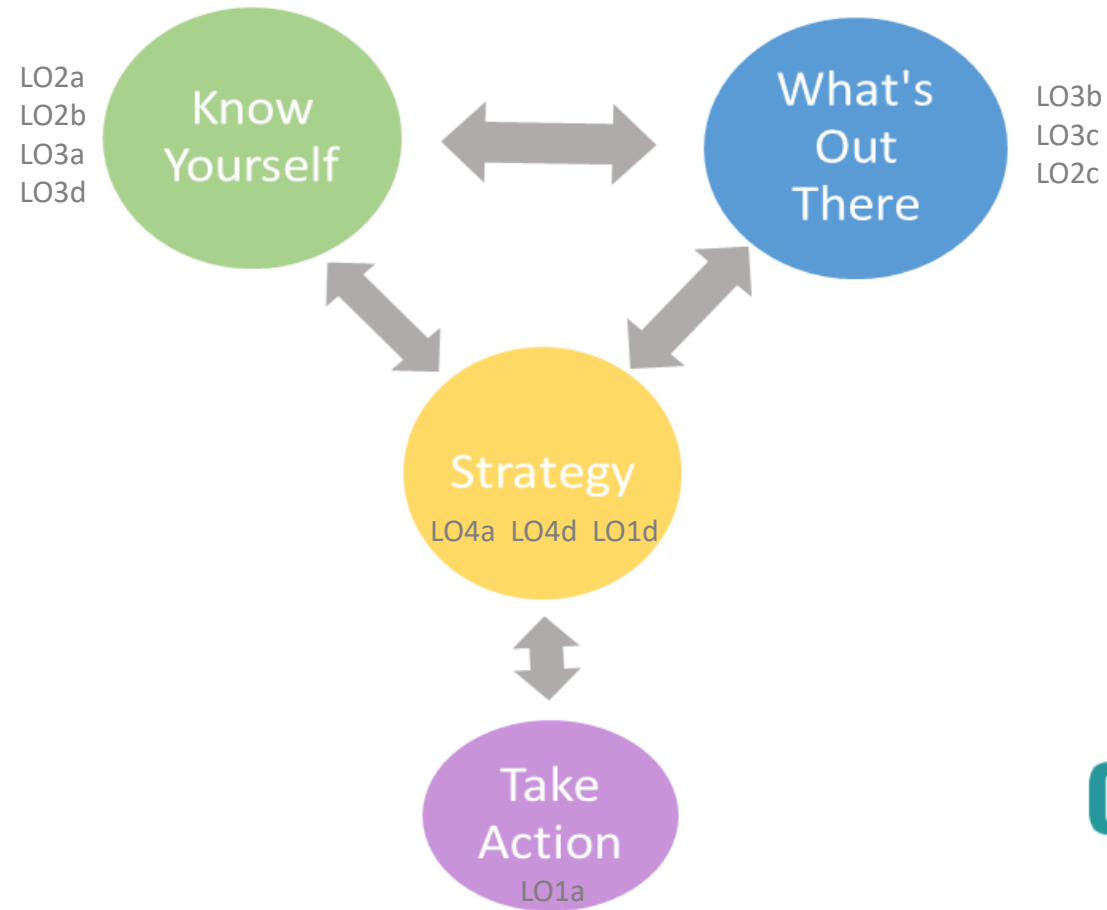 LO2a
LO2b
LO3a
LO3d
Know
Yourself
What's
Out
There
LO3b
LO3c
LO2c
Strategy
LO4a LO4d LO1d
Take
Action
LO1a